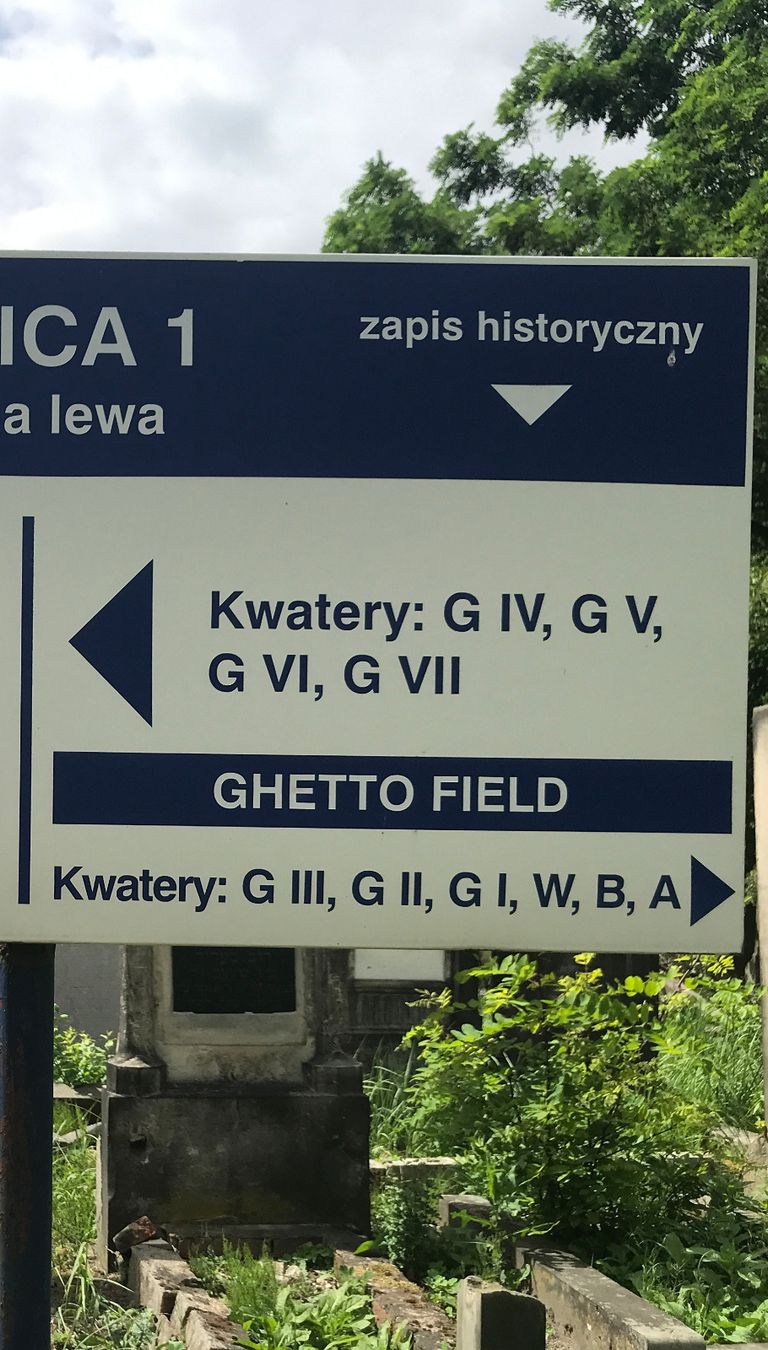 ICA 1
a lewa
zapis historyczny
Kwatery: G IV, G V,
G VI, G VII
GHETTO FIELD
Kwatery: G III, G II, G I, W, B, A